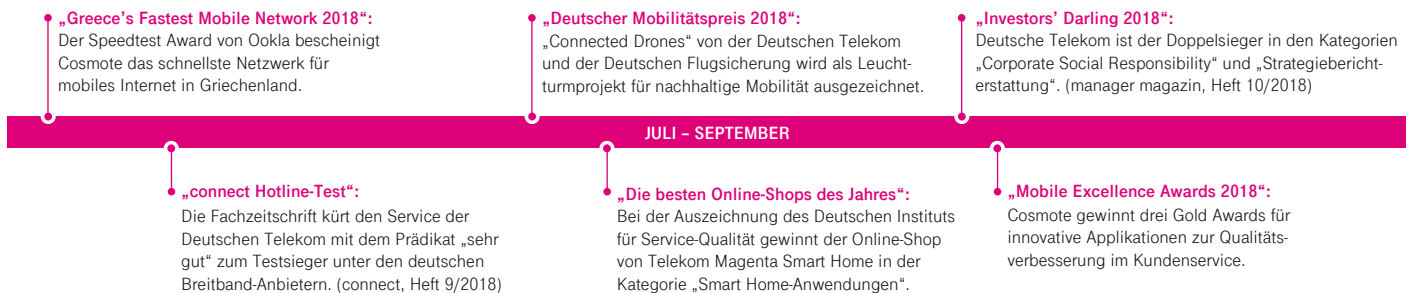 „Greece’s Fastest Mobile Network 2018“:
Der Speedtest Award von Ookla bescheinigt
Cosmote das schnellste Netzwerk für
mobiles Internet in Griechenland.
„Deutscher Mobilitätspreis 2018“:
„Connected Drones“ von der Deutschen Telekom
und der Deutschen Flugsicherung wird als Leucht-
turmprojekt für nachhaltige Mobilität ausgezeichnet.
„Investors’ Darling 2018“:
Deutsche Telekom ist der Doppelsieger in den Kategorien
„Corporate Social Responsibility“ und „Strategiebericht-
erstattung“. (manager magazin, Heft 10/2018)
JULI – SEPTEMBER
„connect Hotline-Test“:
Die Fachzeitschrift kürt den Service der
Deutschen Telekom mit dem Prädikat „sehr
gut“ zum Testsieger unter den deutschen
Breitband-Anbietern. (connect, Heft 9/2018)
„Die besten Online-Shops des Jahres“:
Bei der Auszeichnung des Deutschen Instituts
für Service-Qualität gewinnt der Online-Shop
von Telekom Magenta Smart Home in der
Kategorie „Smart Home-Anwendungen“.
„Mobile Excellence Awards 2018“:
Cosmote gewinnt drei Gold Awards für
innovative Applikationen zur Qualitäts-
verbesserung im Kundenservice.